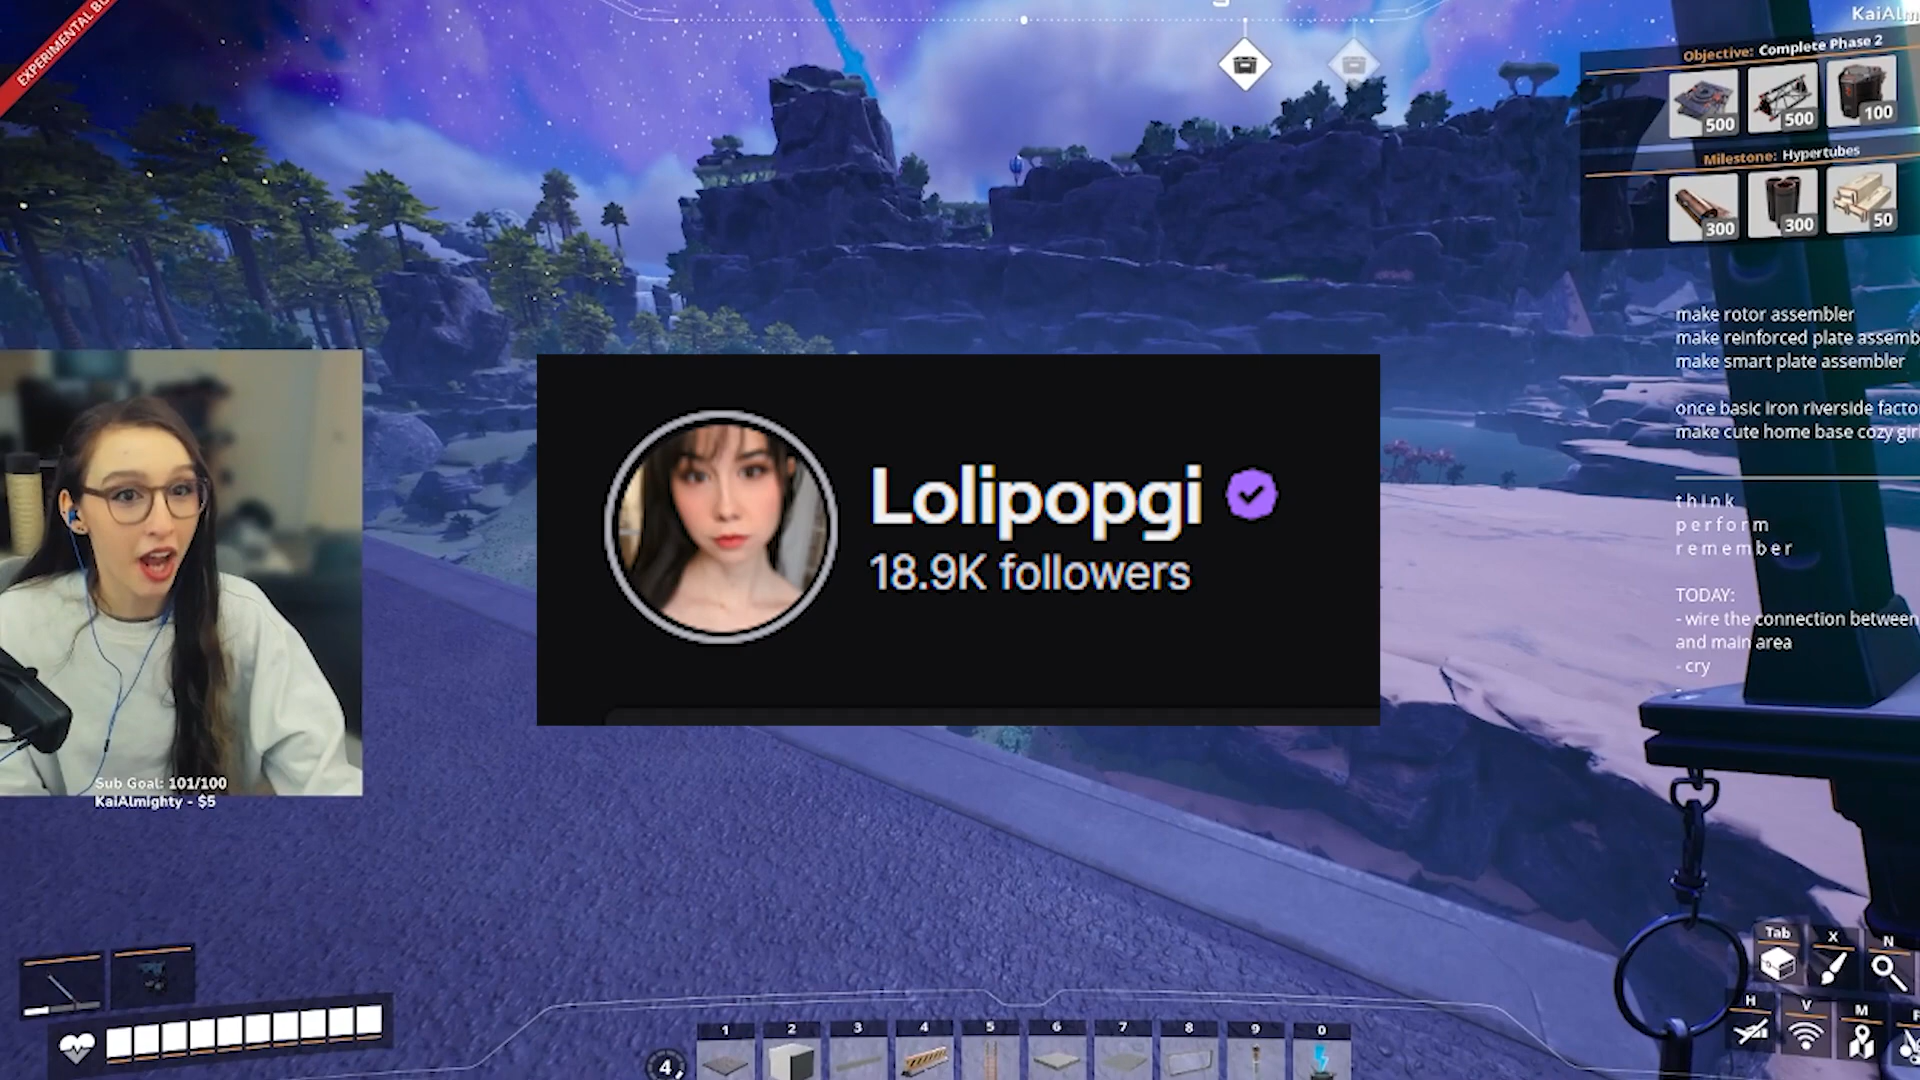 KaiAlm
Objective: Complete Phase 2
500
500
100
Milestone: Hypertubes
300
300
50
make rotor assembler
make reinforced plate assemb
make smart plate assembler
once basic iron riverside facto
make cute home base cozy gir
think
perform
remember
TODAY:
- wire the connection between
and main area
- cry
-
Lolipopgi
18.9K followers
Sub Goal: 101/100
KaiAlmighty - $5
Tab
X
N
H
V
M
1
2
3
4
5
6
7
8
9
0
4